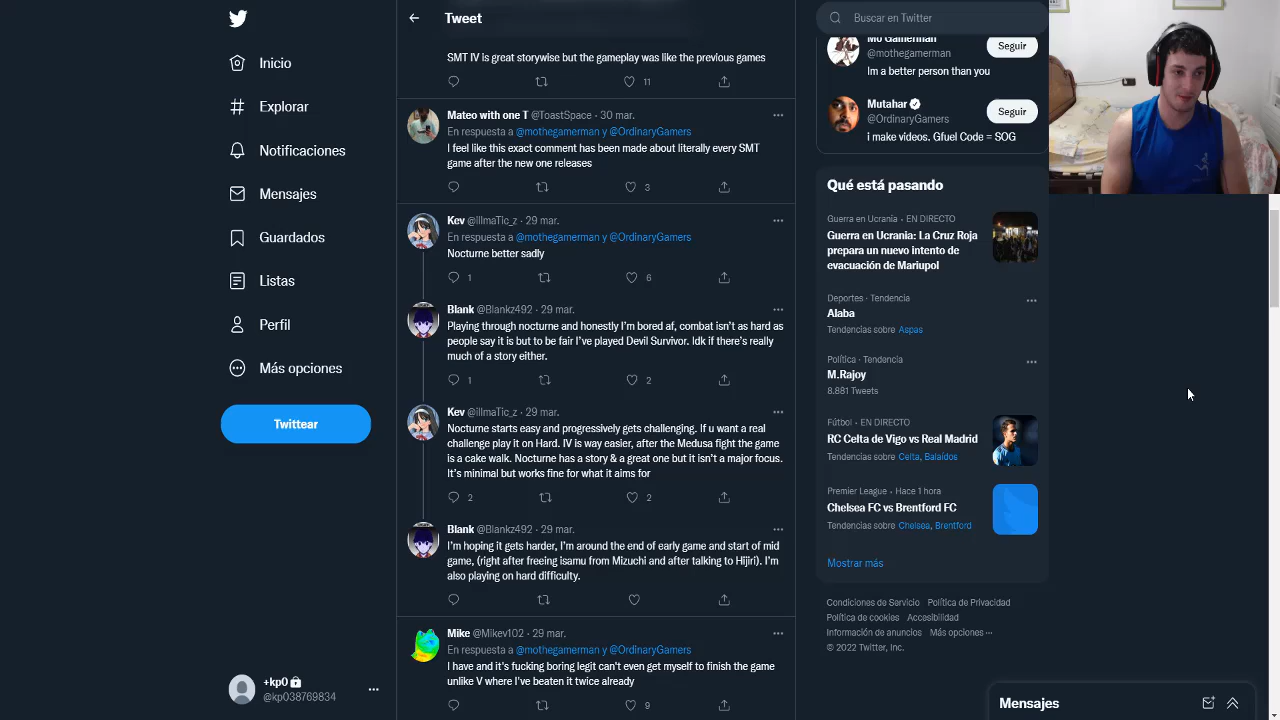 Inicio
Explorar
Notificaciones
Mensajes
Guardados
Listas
Perfil
Más opciones
Twittear
+kp0
@kp038769834
Tweet
SMT IV is great storywise but the gameplay was like the previous games
11
Mateo with one T @ToastSpace · 30 mar.
En respuesta a @mothegamerman y @OrdinaryGamers
I feel like this exact comment has been made about literally every SMT
game after the new one releases
3
Kev @illmaTic_z · 29 mar.
En respuesta a @mothegamerman y @OrdinaryGamers
Nocturne better sadly
1 6
Blank @Blankz492 · 29 mar.
Playing through nocturne and honestly I'm bored af, combat isn't as hard as
people say it is but to be fair I've played Devil Survivor. Idk if there's really
much of a story either.
1 2
Kev @illmaTic_z · 29 mar.
Nocturne starts easy and progressively gets challenging. If u want a real
challenge play it on Hard. IV is way easier, after the Medusa fight the game
is a cake walk. Nocturne has a story & a great one but it isn't a major focus.
It's minimal but works fine for what it aims for
2 2
Blank @Blankz492 · 29 mar.
I'm hoping it gets harder, I'm around the end of early game and start of mid
game, (right after freeing isamu from Mizuchi and after talking to Hijiri). I'm
also playing on hard difficulty.
Mike @Mikev102 · 29 mar.
En respuesta a @mothegamerman y @OrdinaryGamers
I have and it's fucking boring legit can't even get myself to finish the game
unlike V where I've beaten it twice already
9
Buscar en Twitter
Mo Gamerman
@mothegamerman
Seguir
Im a better person than you
Mutahar
@OrdinaryGamers
Seguir
i make videos. Gfuel Code = SOG
Qué está pasando
Guerra en Ucrania · EN DIRECTO
Guerra en Ucrania: La Cruz Roja
prepara un nuevo intento de
evacuación de Mariupol
Deportes · Tendencia
Alaba
Tendencias sobre Aspas
Política · Tendencia
M.Rajoy
8.881 Tweets
Fútbol · EN DIRECTO
RC Celta de Vigo vs Real Madrid
Tendencias sobre Celta, Balaídos
Premier League · Hace 1 hora
Chelsea FC vs Brentford FC
Tendencias sobre Chelsea, Brentford
Mostrar más
Condiciones de Servicio Política de Privacidad
Política de cookies Accesibilidad
Información de anuncios Más opciones ···
© 2022 Twitter, Inc.
Mensajes